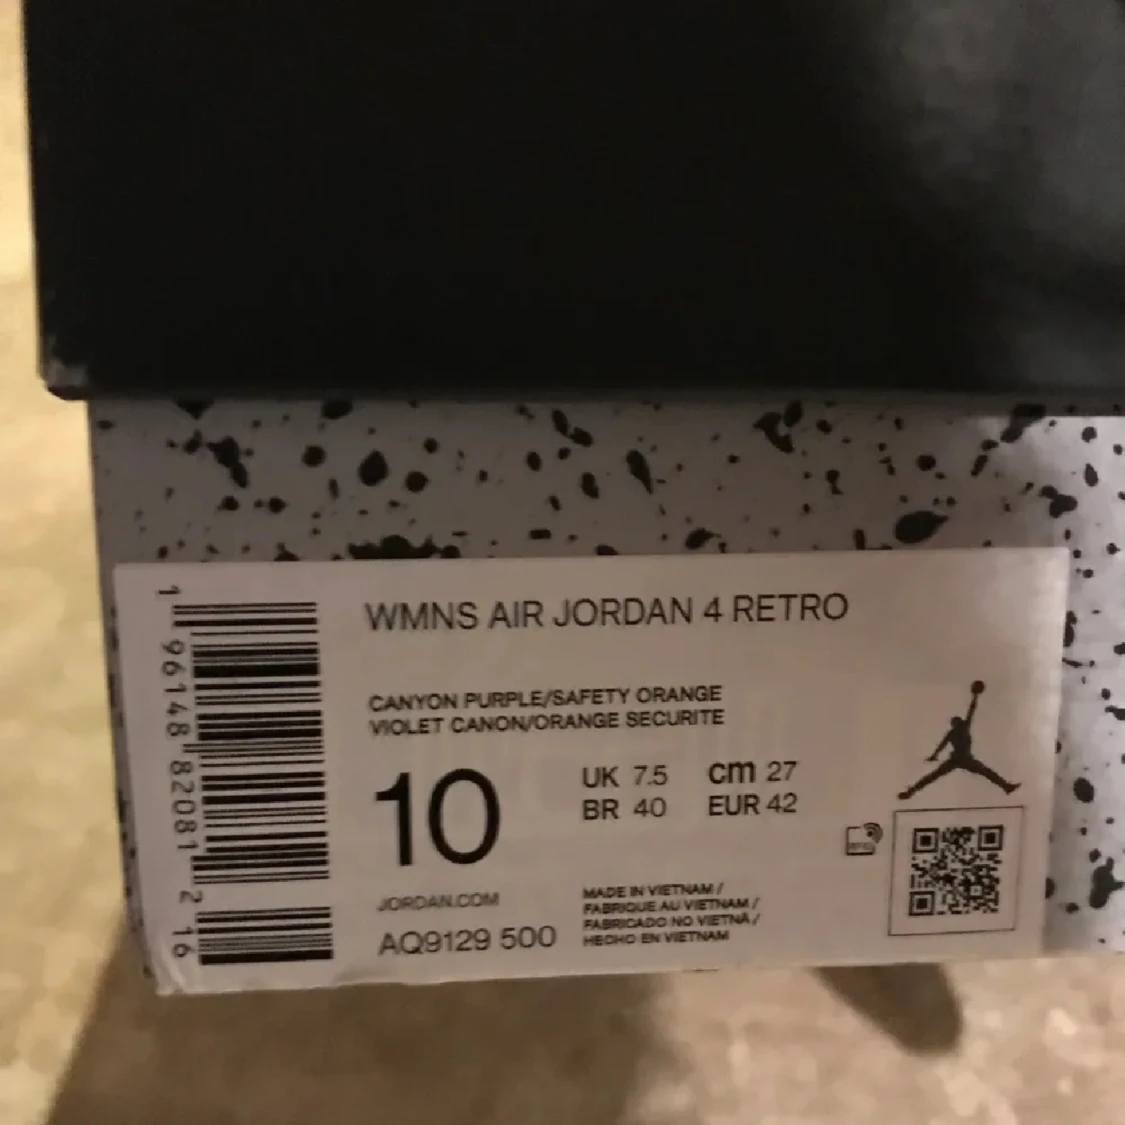 WMNS AIR JORDAN 4 RETRO
CANYON PURPLE/SAFETY ORANGE
VIOLET CANON/ORANGE SECURITE
10
UK 7.5 cm 27
BR 40 EUR 42
JORDAN.COM
AQ9129 500
MADE IN VIETNAM /
FABRIQUE AU VIETNAM /
FABRICADO NO VIETNÃ /
HECHO EN VIETNAM
1 96148 82081 2 16